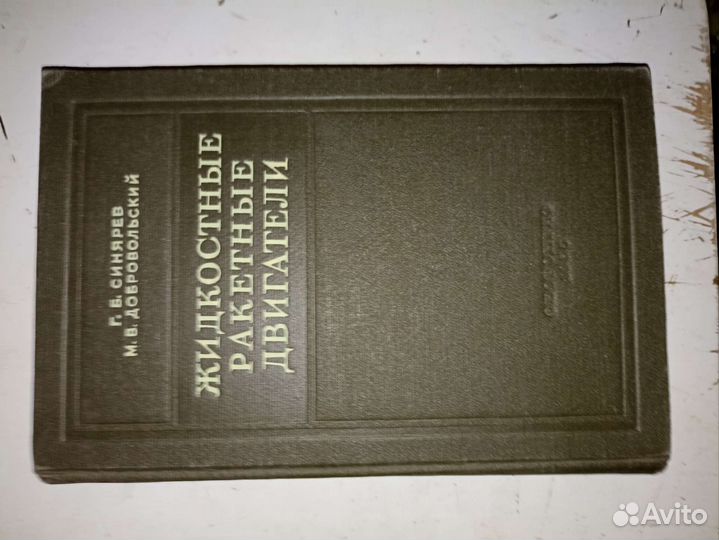 Г. Б. СИНЯРЕВ
М. В. ДОБРОВОЛЬСКИЙ
ЖИДКОСТНЫЕ
РАКЕТНЫЕ
ДВИГАТЕЛИ
Avito